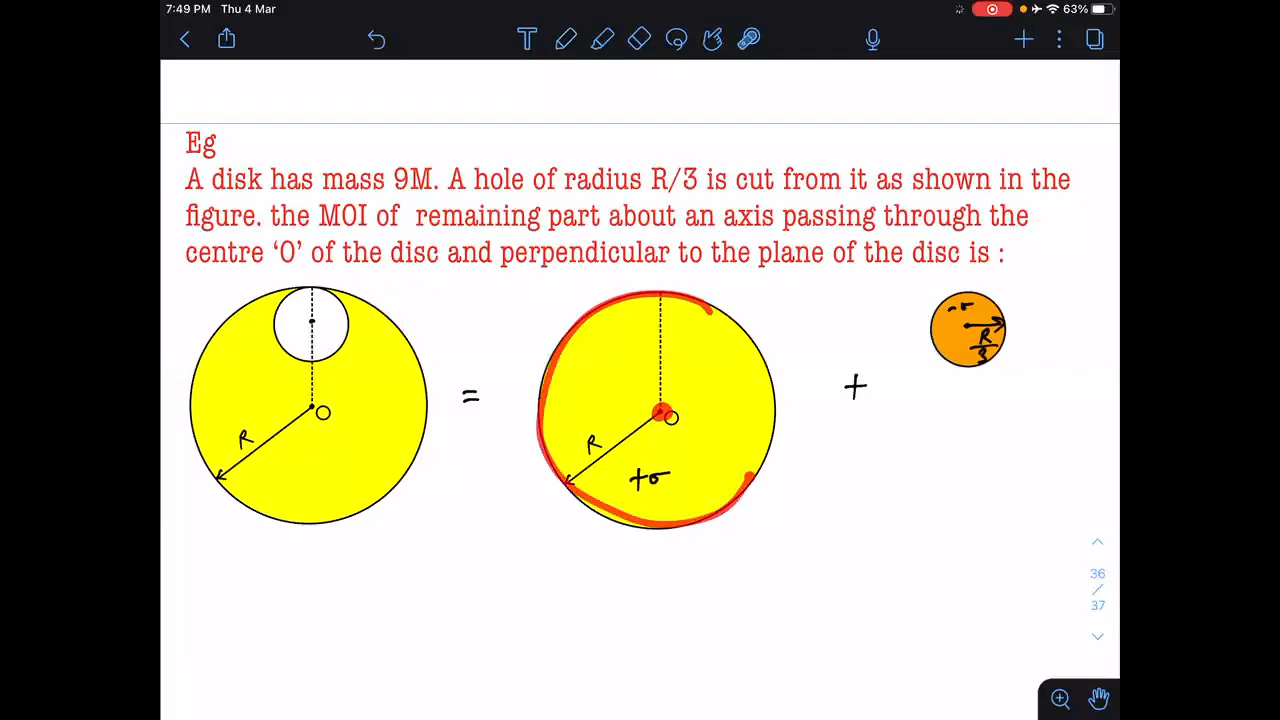 7:49 PM Thu 4 Mar
63%
T
Eg
A disk has mass 9M. A hole of radius R/3 is cut from it as shown in the
figure. the MOI of remaining part about an axis passing through the
centre ‘O’ of the disc and perpendicular to the plane of the disc is :
R O = R O +σ + -σ R/3
36
/
37